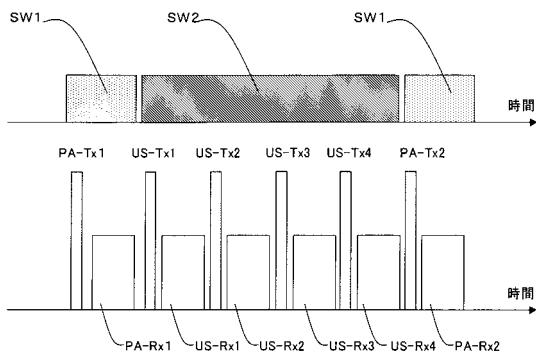 SW1 SW2 SW1
時間
PA-Tx1 US-Tx1 US-Tx2 US-Tx3 US-Tx4 PA-Tx2
時間
PA-Rx1 US-Rx1 US-Rx2 US-Rx3 US-Rx4 PA-Rx2